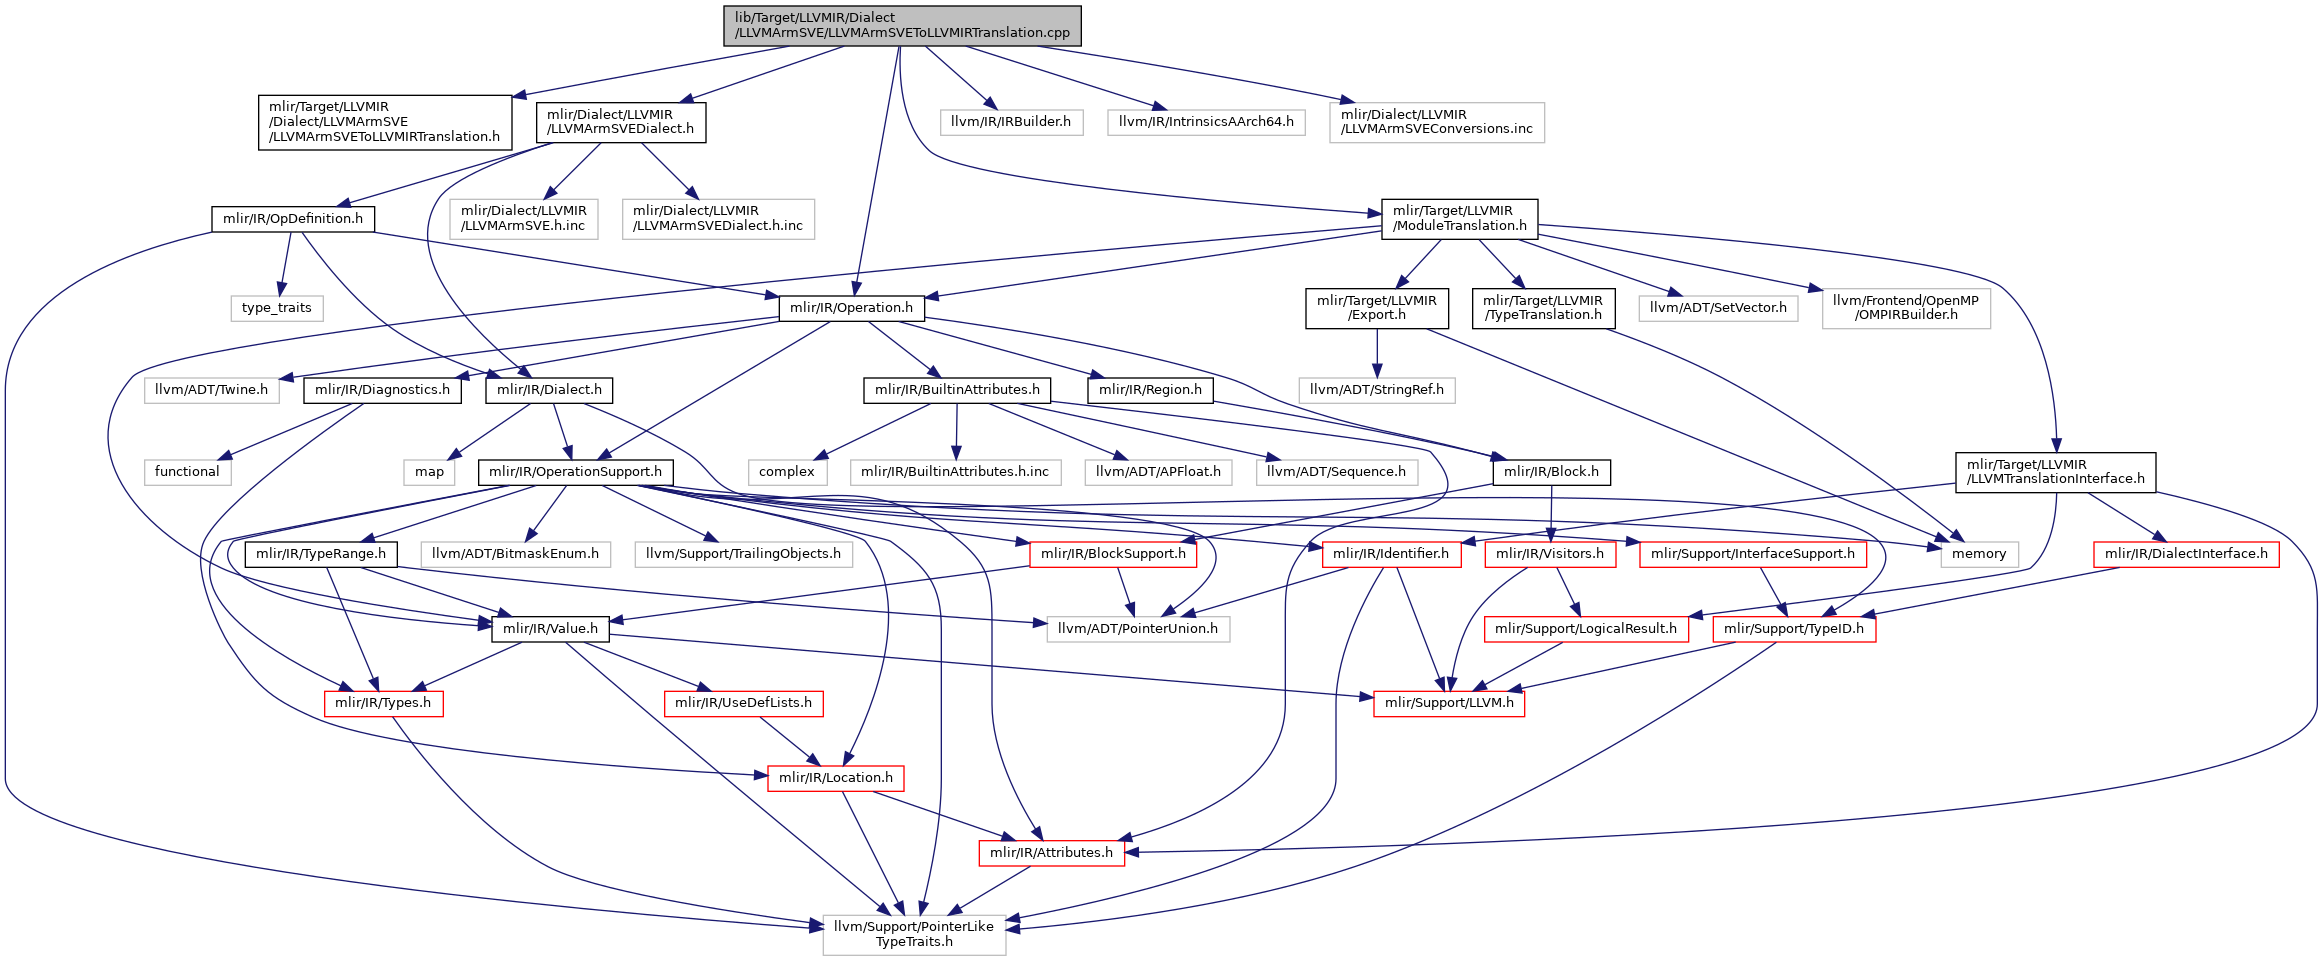 lib/Target/LLVMIR/Dialect
/LLVMArmSVE/LLVMArmSVEToLLVMIRTranslation.cpp
mlir/Target/LLVMIR
/Dialect/LLVMArmSVE
/LLVMArmSVEToLLVMIRTranslation.h
mlir/Dialect/LLVMIR
/LLVMArmSVEDialect.h
llvm/IR/IRBuilder.h
llvm/IR/IntrinsicsAArch64.h
mlir/Dialect/LLVMIR
/LLVMArmSVEConversions.inc
mlir/IR/OpDefinition.h
mlir/Dialect/LLVMIR
/LLVMArmSVE.h.inc
mlir/Dialect/LLVMIR
/LLVMArmSVEDialect.h.inc
mlir/Target/LLVMIR
/ModuleTranslation.h
type_traits
mlir/IR/Operation.h
mlir/Target/LLVMIR
/Export.h
mlir/Target/LLVMIR
/TypeTranslation.h
llvm/ADT/SetVector.h
llvm/Frontend/OpenMP
/OMPIRBuilder.h
llvm/ADT/Twine.h
mlir/IR/Diagnostics.h
mlir/IR/Dialect.h
mlir/IR/BuiltinAttributes.h
mlir/IR/Region.h
llvm/ADT/StringRef.h
functional
map
mlir/IR/OperationSupport.h
complex
mlir/IR/BuiltinAttributes.h.inc
llvm/ADT/APFloat.h
llvm/ADT/Sequence.h
mlir/IR/Block.h
mlir/Target/LLVMIR
/LLVMTranslationInterface.h
mlir/IR/TypeRange.h
llvm/ADT/BitmaskEnum.h
llvm/Support/TrailingObjects.h
mlir/IR/BlockSupport.h
mlir/IR/Identifier.h
mlir/IR/Visitors.h
mlir/Support/InterfaceSupport.h
memory
mlir/IR/DialectInterface.h
mlir/IR/Value.h
llvm/ADT/PointerUnion.h
mlir/Support/LogicalResult.h
mlir/Support/TypeID.h
mlir/IR/Types.h
mlir/IR/UseDefLists.h
mlir/Support/LLVM.h
mlir/IR/Location.h
mlir/IR/Attributes.h
llvm/Support/PointerLike
TypeTraits.h